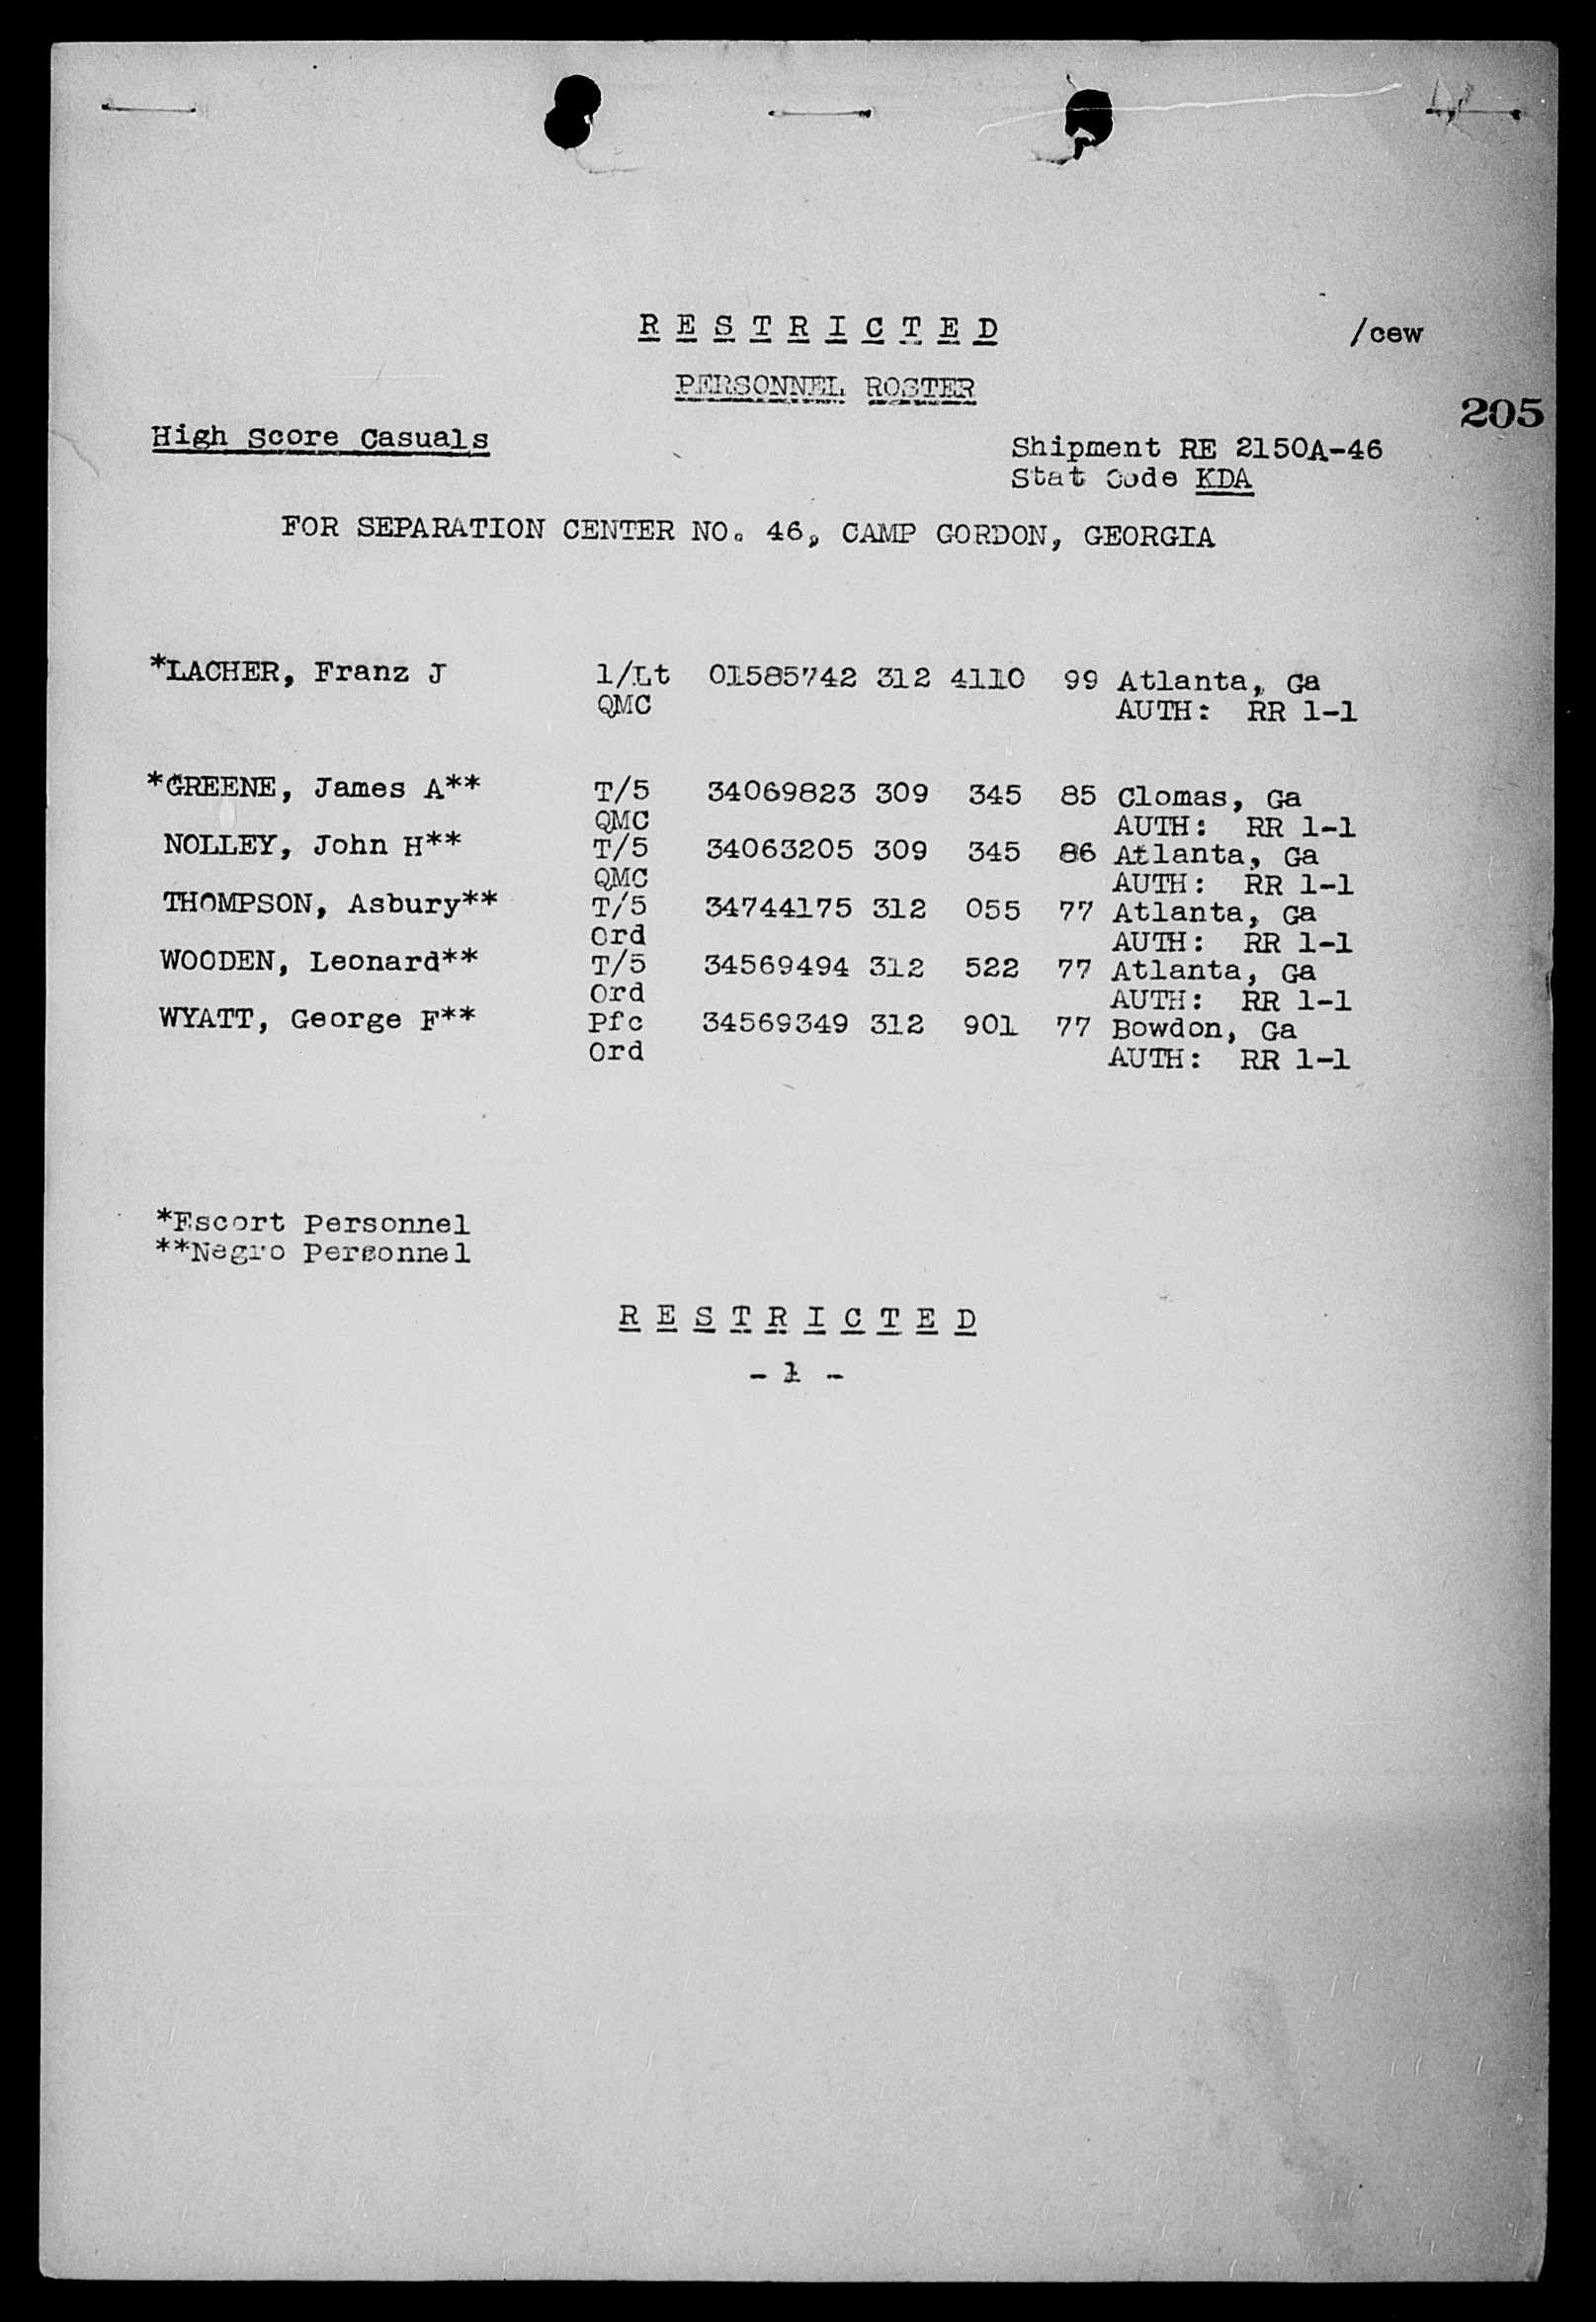 R E S T R I C T E D /cew
PERSONNEL ROSTER
205
High Score Casuals
Shipment RE 2150A-46
Stat Code KDA
FOR SEPARATION CENTER NO. 46, CAMP GORDON, GEORGIA
*LACHER, Franz J 1/Lt 01585742 312 4110 99 Atlanta, Ga
QMC AUTH: RR 1-1
*GREENE, James A** T/5 34069823 309 345 85 Clomas, Ga
QMC AUTH: RR 1-1
NOLLEY, John H** T/5 34063205 309 345 86 Atlanta, Ga
QMC AUTH: RR 1-1
THOMPSON, Asbury** T/5 34744175 312 055 77 Atlanta, Ga
Ord AUTH: RR 1-1
WOODEN, Leonard** T/5 34569494 312 522 77 Atlanta, Ga
Ord AUTH: RR 1-1
WYATT, George F** Pfc 34569349 312 901 77 Bowdon, Ga
Ord AUTH: RR 1-1
*Escort Personnel
**Negro Personnel
R E S T R I C T E D
- 1 -